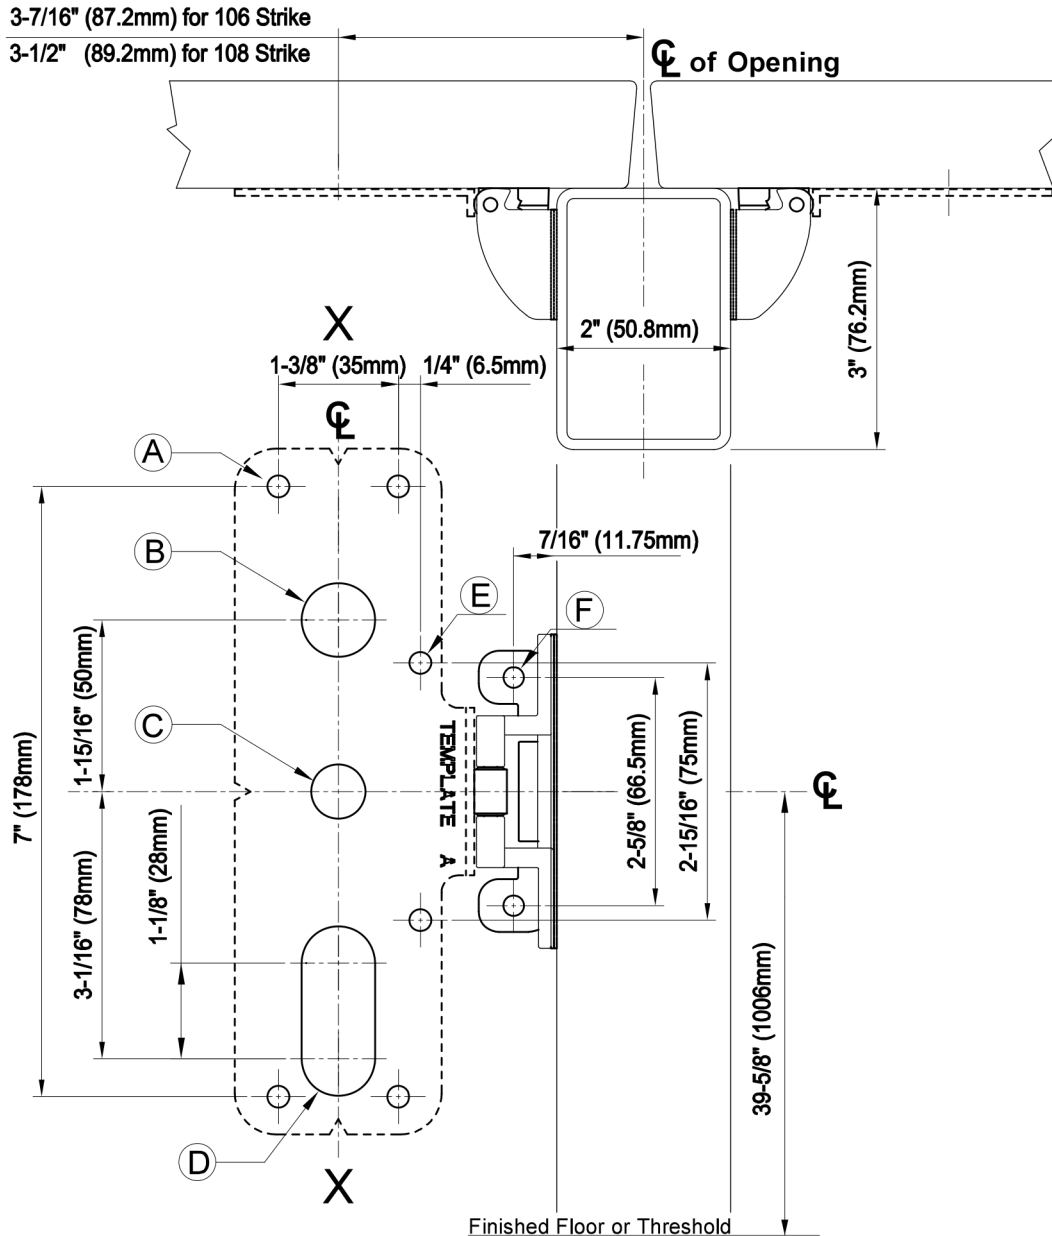 3-7/16" (87.2mm) for 106 Strike
3-1/2" (89.2mm) for 108 Strike
℄ of Opening
X
2" (50.8mm)
3" (76.2mm)
1-3/8" (35mm)
1/4" (6.5mm)
℄
A
7/16" (11.75mm)
B
E
F
1-15/16" (50mm)
C
7" (178mm)
TEMPLATE A
2-5/8" (66.5mm)
2-15/16" (75mm)
℄
1-1/8" (28mm)
3-1/16" (78mm)
39-5/8" (1006mm)
D
X
Finished Floor or Threshold